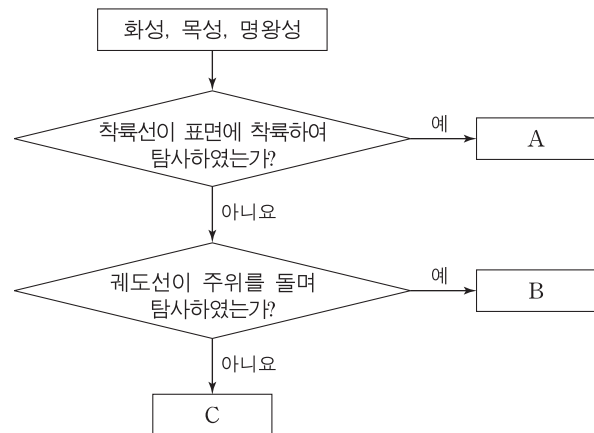 화성, 목성, 명왕성
착륙선이 표면에 착륙하여
탐사하였는가?
예
A
아니요
궤도선이 주위를 돌며
탐사하였는가?
예
B
아니요
C